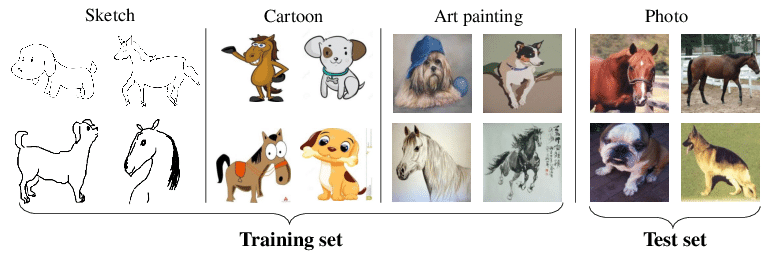 Sketch
Cartoon
Art painting
Photo
Training set
Test set